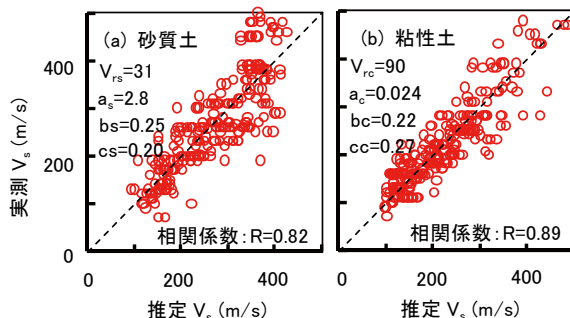 (a) 砂質土
V_rs=31
a_s=2.8
bs=0.25
cs=0.20
相関係数:R=0.82
(b) 粘性土
V_rc=90
a_c=0.024
bc=0.22
cc=0.27
相関係数:R=0.89
実測 V_s (m/s)
400
200
0
0
200
400
0
200
400
推定 V_s (m/s)
推定 V_s (m/s)